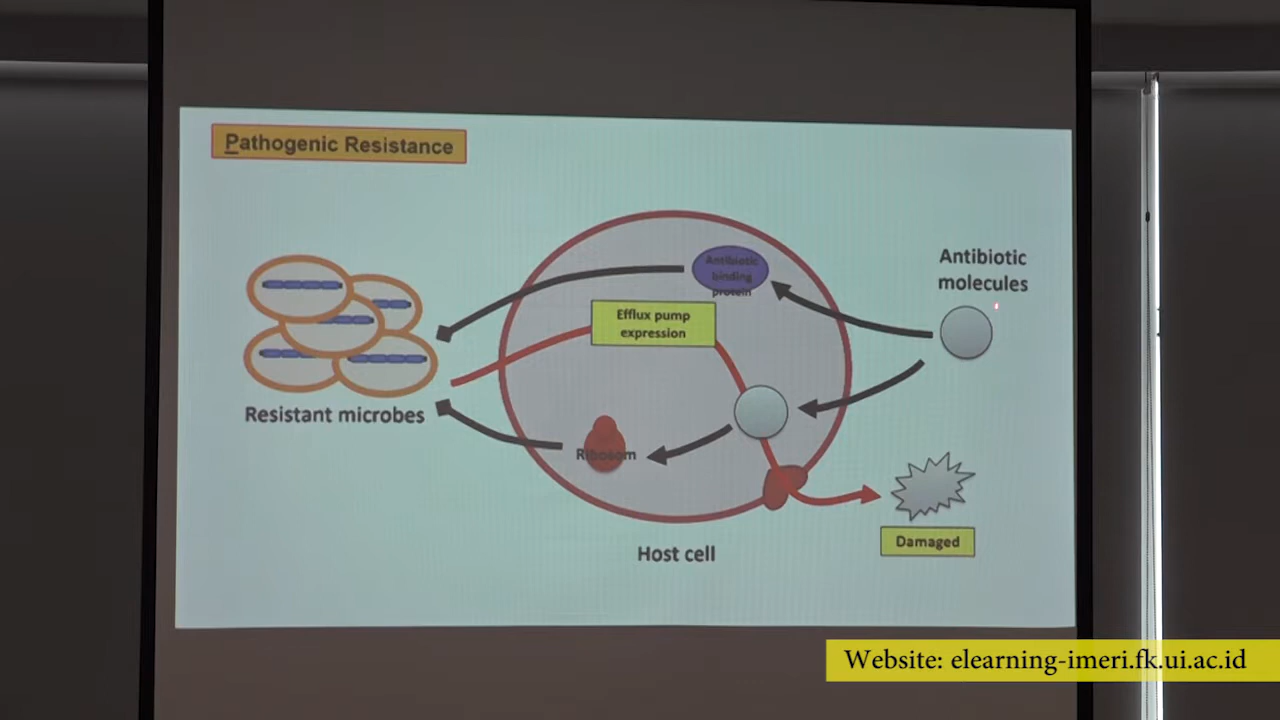 Pathogenic Resistance
Antibiotic
molecules
Antibiotic
binding
protein
Efflux pump
expression
Resistant microbes
Ribosom
Damaged
Host cell
Website: elearning-imeri.fk.ui.ac.id